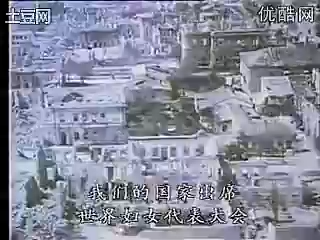 土豆网
优酷网
我们的国家出席
世界妇女代表大会